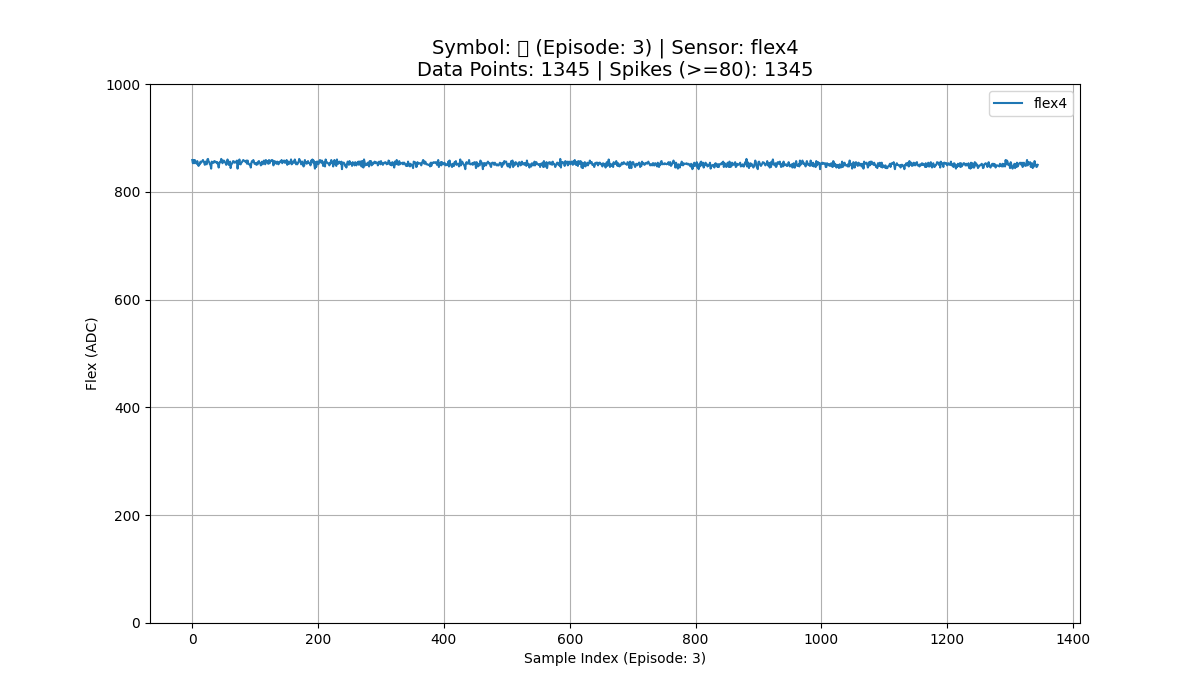 Symbol: (Episode: 3) | Sensor: flex4
Data Points: 1345 | Spikes (>=80): 1345
flex4
1000
800
600
400
200
0
Flex (ADC)
0 200 400 600 800 1000 1200 1400
Sample Index (Episode: 3)